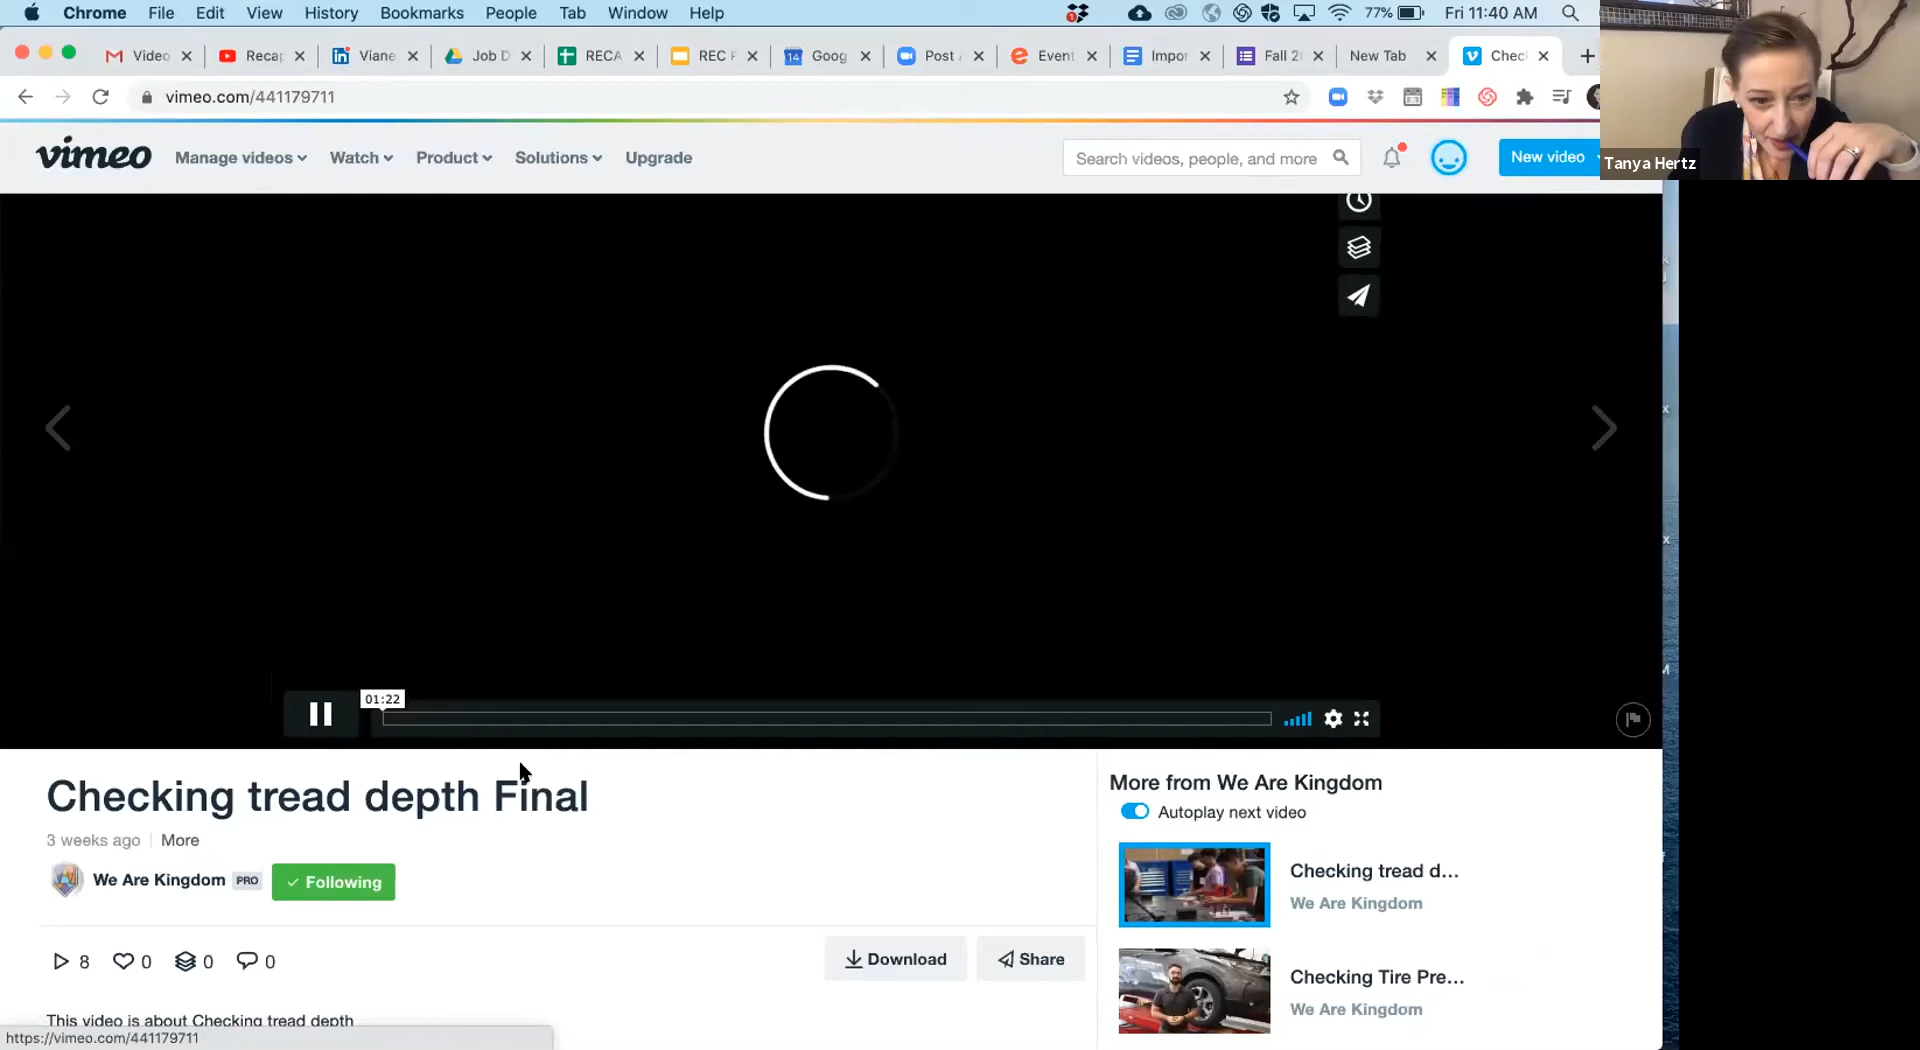 Chrome File Edit View History Bookmarks People Tab Window Help 1 77% Fri 11:40 AM
Video Recap Viane Job D RECA REC P 14 Goog Post Event Impor Fall 2 New Tab Chec
vimeo.com/441179711
vimeo Manage videos Watch Product Solutions Upgrade Search videos, people, and more New video
Tanya Hertz
01:22
Checking tread depth Final
3 weeks ago More
We Are Kingdom PRO Following
8 0 0 0 Download Share
This video is about Checking tread depth
https://vimeo.com/441179711
More from We Are Kingdom
Autoplay next video
Checking tread d...
We Are Kingdom
Checking Tire Pre...
We Are Kingdom